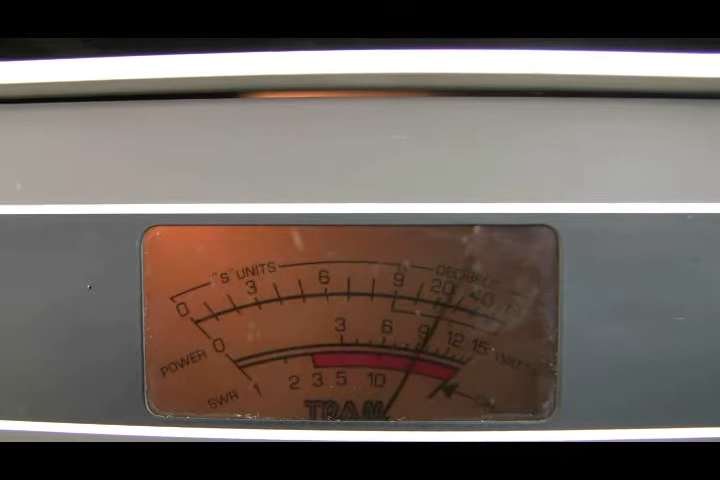 "S" UNITS DECIBELS
0 3 6 9 20 40
0 3 6 9 12 15
POWER WATTS
SWR 1 2 3 5 10
TRAM